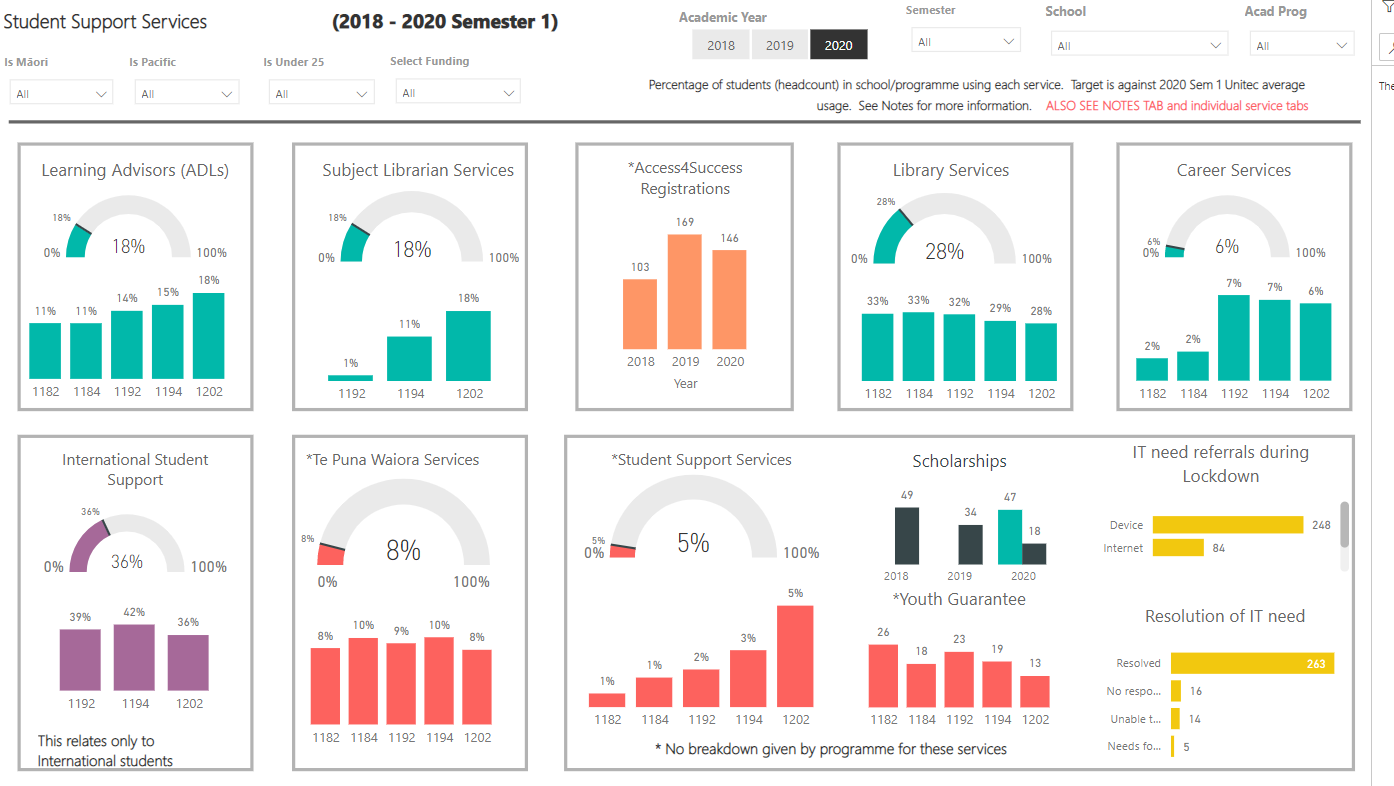 Student Support Services
(2018 - 2020 Semester 1)
Academic Year
2018
2019
2020
Semester
All
School
All
Acad Prog
All
Is Māori
All
Is Pacific
All
Is Under 25
All
Select Funding
All
Percentage of students (headcount) in school/programme using each service. Target is against 2020 Sem 1 Unitec average
usage. See Notes for more information. ALSO SEE NOTES TAB and individual service tabs
The
Learning Advisors (ADLs)
18%
0%
18%
100%
11%
11%
14%
15%
18%
1182
1184
1192
1194
1202
Subject Librarian Services
18%
0%
18%
100%
1%
11%
18%
1192
1194
1202
*Access4Success
Registrations
103
169
146
2018
2019
2020
Year
Library Services
28%
0%
28%
100%
33%
33%
32%
29%
28%
1182
1184
1192
1194
1202
Career Services
6%
0%
6%
100%
2%
2%
7%
7%
6%
1182
1184
1192
1194
1202
International Student
Support
36%
0%
36%
100%
39%
42%
36%
1192
1194
1202
This relates only to
International students
*Te Puna Waiora Services
8%
8%
0%
100%
8%
10%
9%
10%
8%
1182
1184
1192
1194
1202
*Student Support Services
5%
0%
5%
100%
1%
1%
2%
3%
5%
1182
1184
1192
1194
1202
Scholarships
49
34
47
18
2018
2019
2020
*Youth Guarantee
26
18
23
19
13
1182
1184
1192
1194
1202
* No breakdown given by programme for these services
IT need referrals during
Lockdown
Device
248
Internet
84
Resolution of IT need
Resolved
263
No respo...
16
Unable t...
14
Needs fo...
5